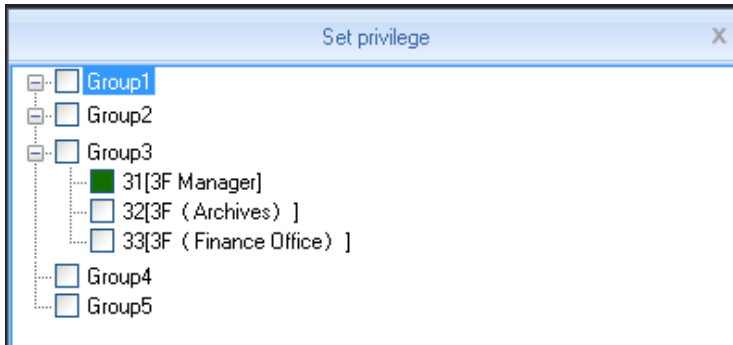 Set privilege X
Group1
Group2
Group3
31[3F Manager]
32[3F（Archives）]
33[3F（Finance Office）]
Group4
Group5